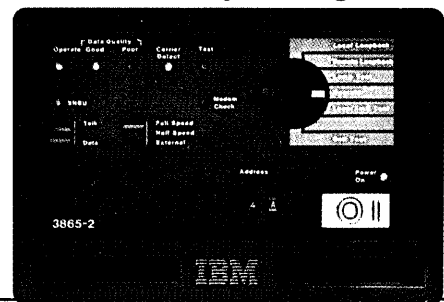 Data Quality
Operate Good Poor Carrier Detect Test
Local Loopback
SNBU
Modem Check
Talk
Data
Full Speed
Half Speed
External
Address
Power On
4 A
3865-2
IBM